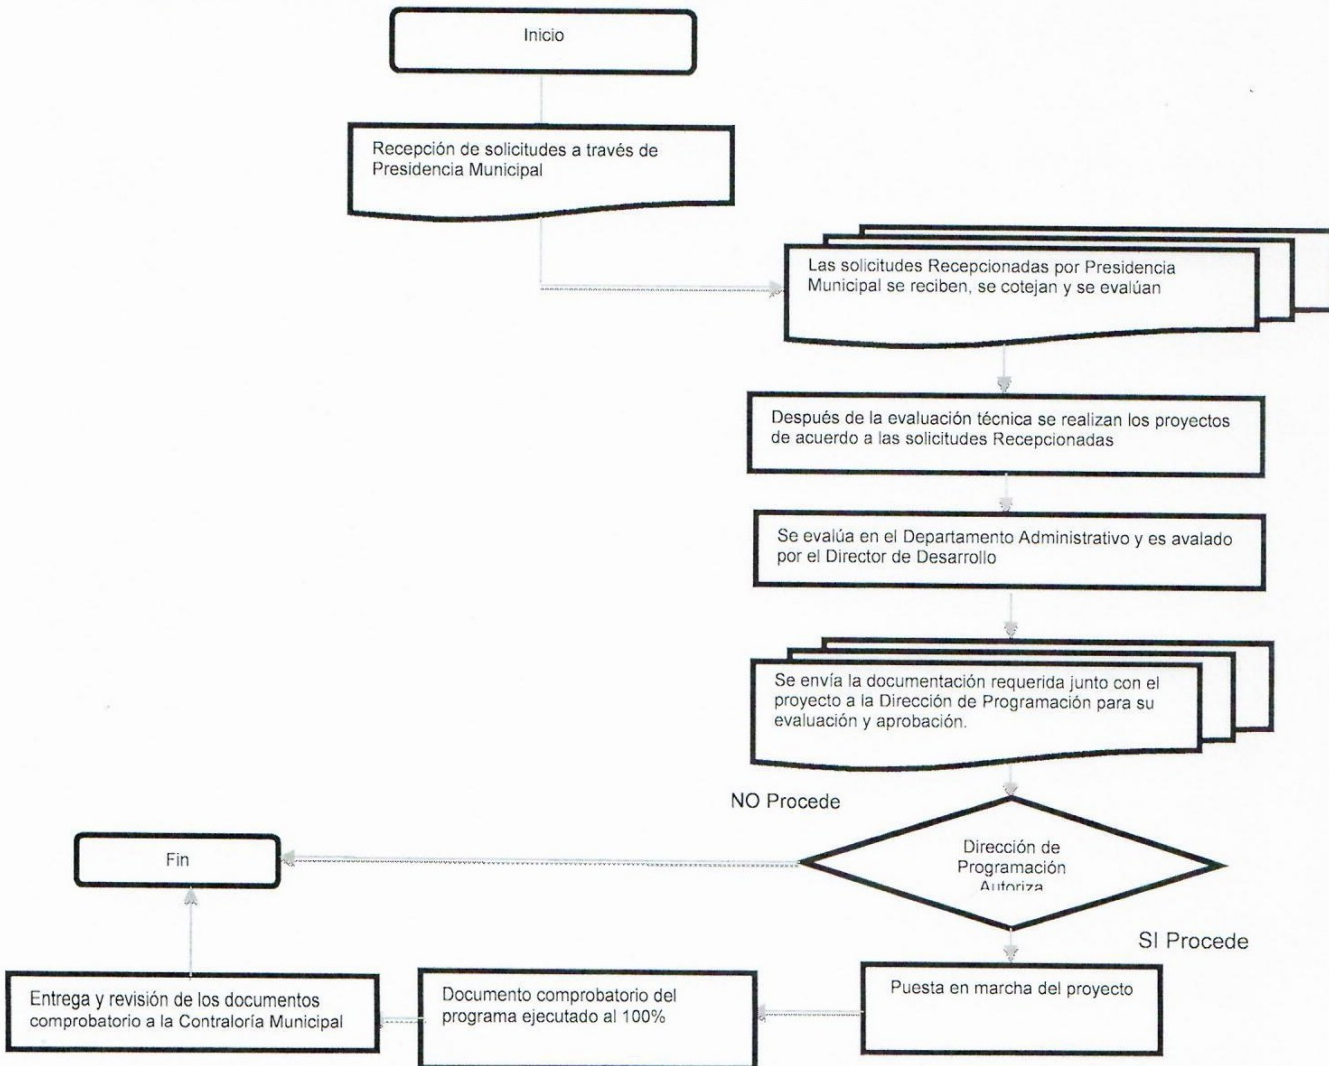 Inicio
Recepción de solicitudes a través de
Presidencia Municipal
Las solicitudes Recepcionadas por Presidencia
Municipal se reciben, se cotejan y se evalúan
Después de la evaluación técnica se realizan los proyectos
de acuerdo a las solicitudes Recepcionadas
Se evalúa en el Departamento Administrativo y es avalado
por el Director de Desarrollo
Se envía la documentación requerida junto con el
proyecto a la Dirección de Programación para su
evaluación y aprobación.
NO Procede
Dirección de
Programación
Autoriza
Fin
SI Procede
Puesta en marcha del proyecto
Documento comprobatorio del
programa ejecutado al 100%
Entrega y revisión de los documentos
comprobatorio a la Contraloría Municipal